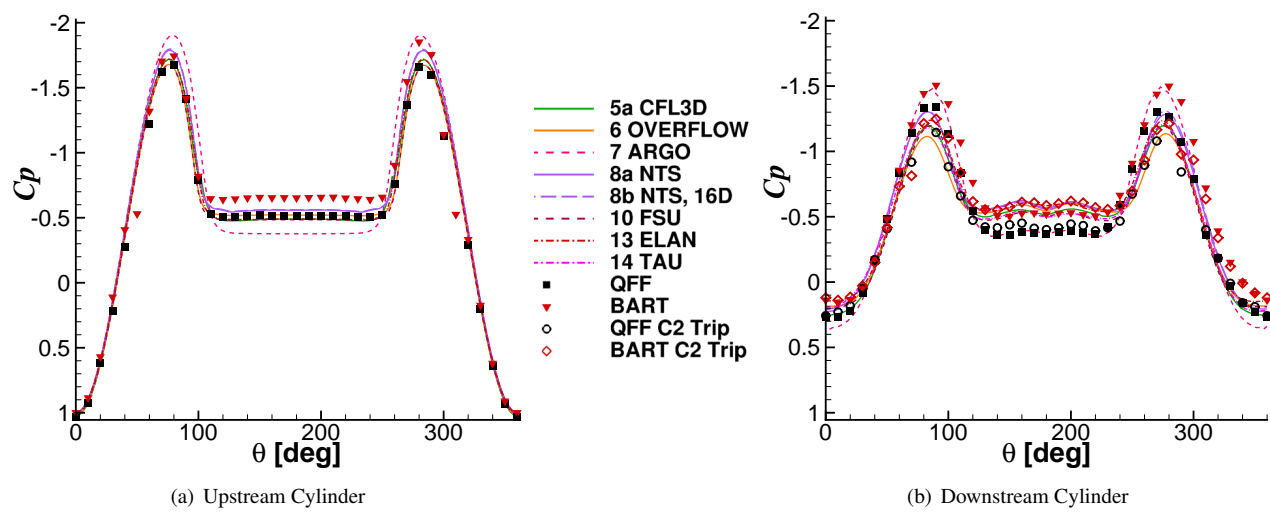 -2
-1.5
-1
-0.5
0
0.5
1
Cp
0 100 200 300
θ [deg]
(a) Upstream Cylinder
5a CFL3D
6 OVERFLOW
7 ARGO
8a NTS
8b NTS, 16D
10 FSU
13 ELAN
14 TAU
QFF
BART
QFF C2 Trip
BART C2 Trip
-2
-1.5
-1
-0.5
0
0.5
1
Cp
0 100 200 300
θ [deg]
(b) Downstream Cylinder